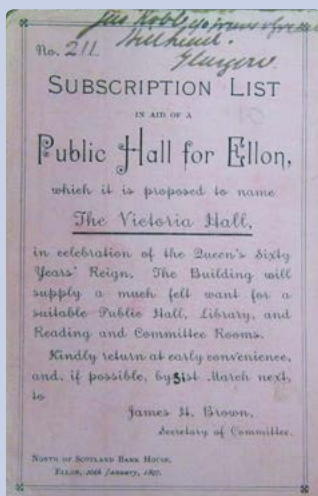 No. 211.
Glasgow.
SUBSCRIPTION LIST
IN AID OF A
Public Hall for Ellon,
which it is proposed to name
The Victoria Hall,
in celebration of the Queen's Sixty
Years' Reign. The Building will
supply a much felt want for a
suitable Public Hall, Library, and
Reading and Committee Rooms.
Kindly return at early convenience,
and, if possible, by 31st March next,
to
James H. Brown,
Secretary of Committee.
NORTH OF SCOTLAND BANK HOUSE,
ELLON, 30th January, 1897.